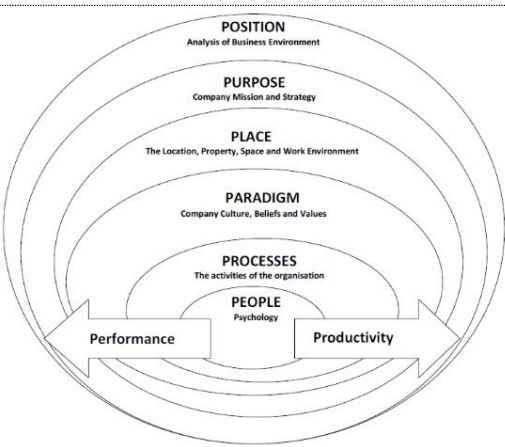 POSITION
Analysis of Business Environment
PURPOSE
Company Mission and Strategy
PLACE
The Location, Property, Space and Work Environment
PARADIGM
Company Culture, Beliefs and Values
PROCESSES
The activities of the organisation
PEOPLE
Psychology
Performance
Productivity